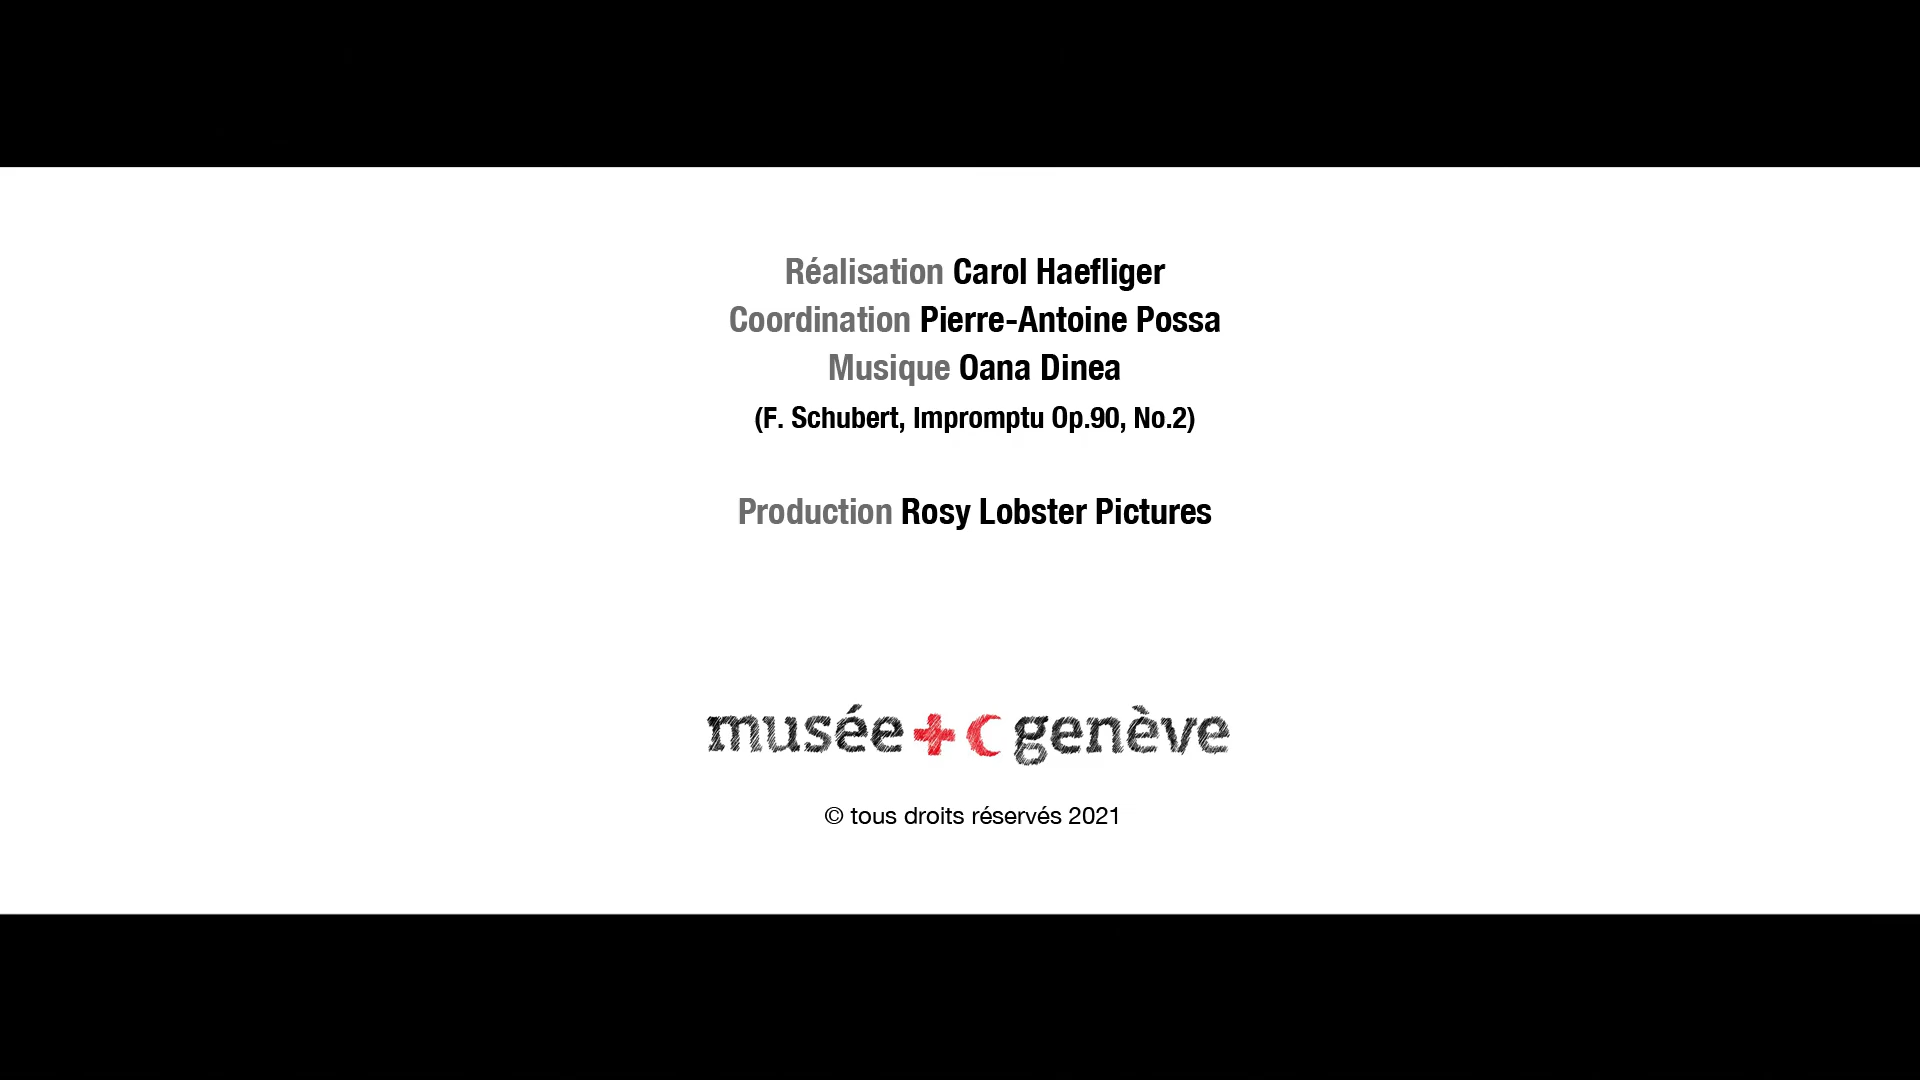 Réalisation Carol Haefliger
Coordination Pierre-Antoine Possa
Musique Oana Dinea
(F. Schubert, Impromptu Op.90, No.2)
Production Rosy Lobster Pictures
musée genève
© tous droits réservés 2021